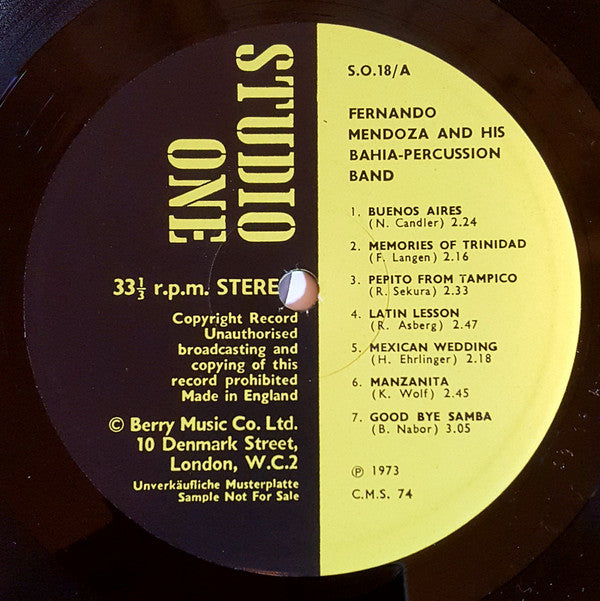 STUDIO
ONE
33⅓ r.p.m. STERE
Copyright Record
Unauthorised
broadcasting and
copying of this
record prohibited
Made in England
© Berry Music Co. Ltd.
10 Denmark Street,
London, W.C.2
Unverkäufliche Musterplatte
Sample Not For Sale
S.O.18/A
FERNANDO
MENDOZA AND HIS
BAHIA-PERCUSSION
BAND
1. BUENOS AIRES
(N. Candler) 2.24
2. MEMORIES OF TRINIDAD
(F. Langen) 2.16
3. PEPITO FROM TAMPICO
(R. Sekura) 2.33
4. LATIN LESSON
(R. Asberg) 2.47
5. MEXICAN WEDDING
(H. Ehrlinger) 2.18
6. MANZANITA
(K. Wolf) 2.45
7. GOOD BYE SAMBA
(B. Nabor) 3.05
℗ 1973
C.M.S. 74